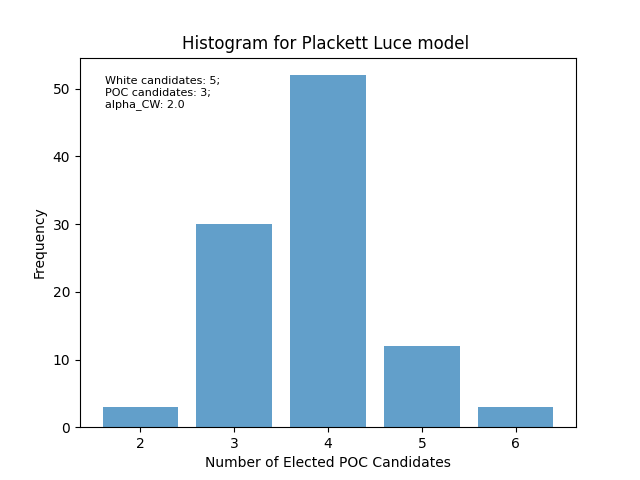 Histogram for Plackett Luce model
White candidates: 5;
POC candidates: 3;
alpha_CW: 2.0
50
40
30
20
10
0
Frequency
2 3 4 5 6
Number of Elected POC Candidates